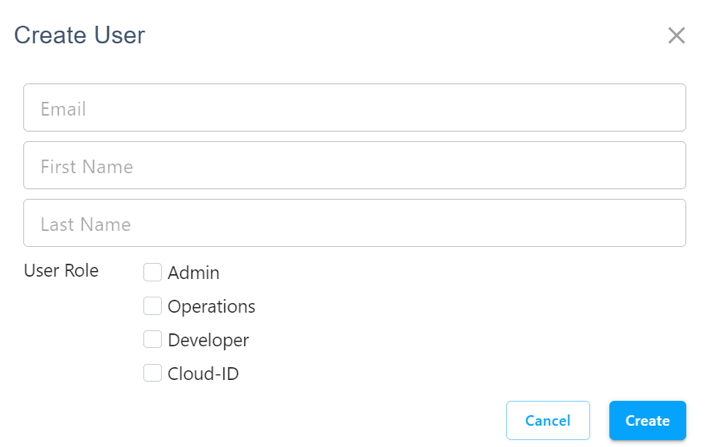 Create User
Email
First Name
Last Name
User Role
Admin
Operations
Developer
Cloud-ID
Cancel
Create